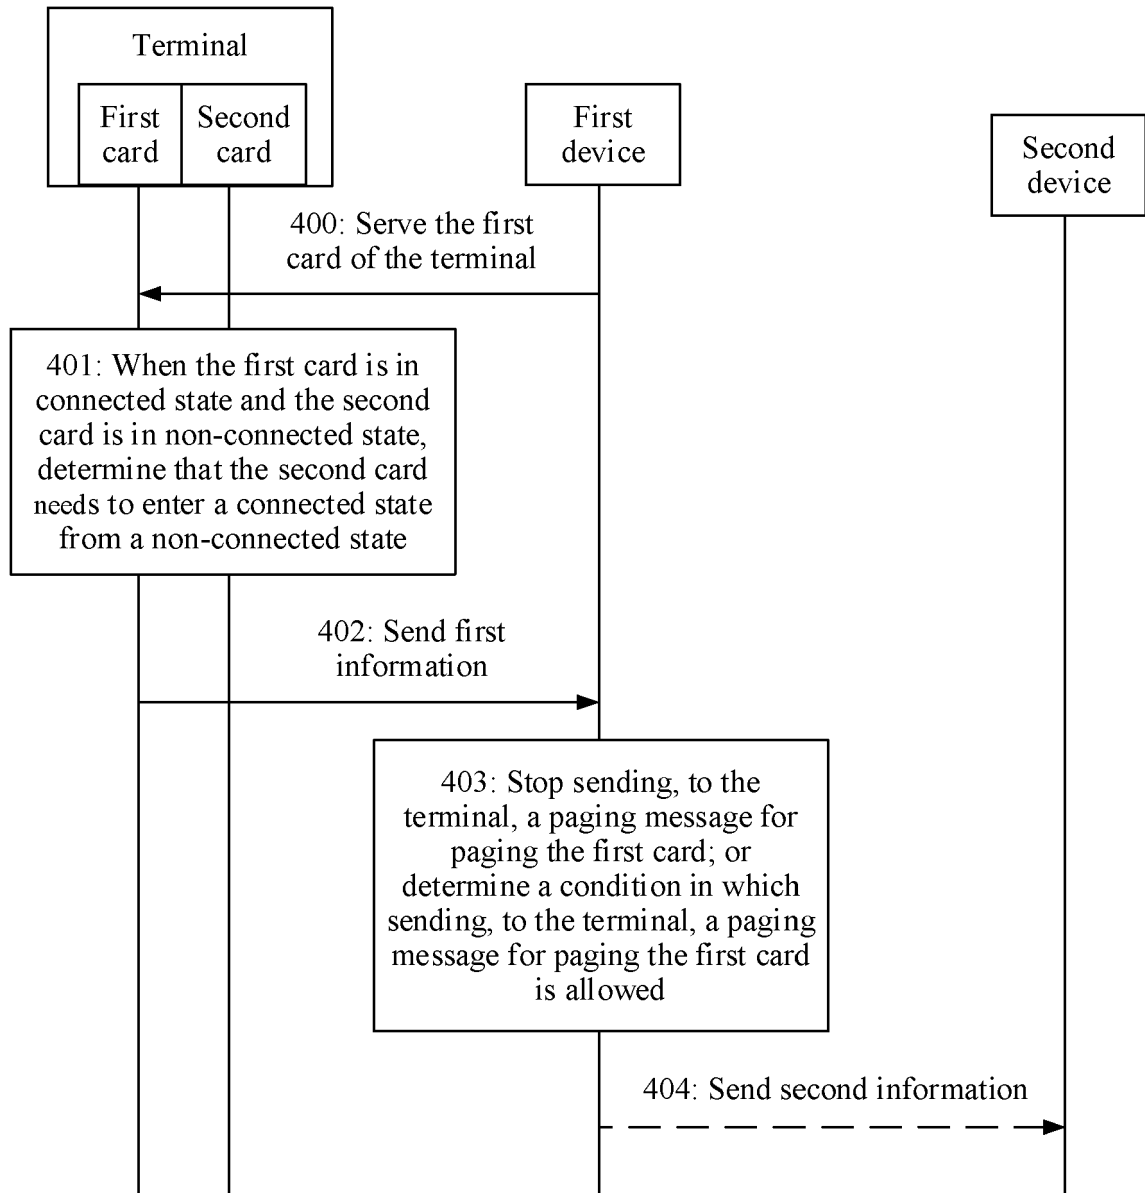 Terminal
First
card
Second
card
First
device
Second
device
400: Serve the first
card of the terminal
401: When the first card is in
connected state and the second
card is in non-connected state,
determine that the second card
needs to enter a connected state
from a non-connected state
402: Send first
information
403: Stop sending, to the
terminal, a paging message for
paging the first card; or
determine a condition in which
sending, to the terminal, a paging
message for paging the first card
is allowed
404: Send second information